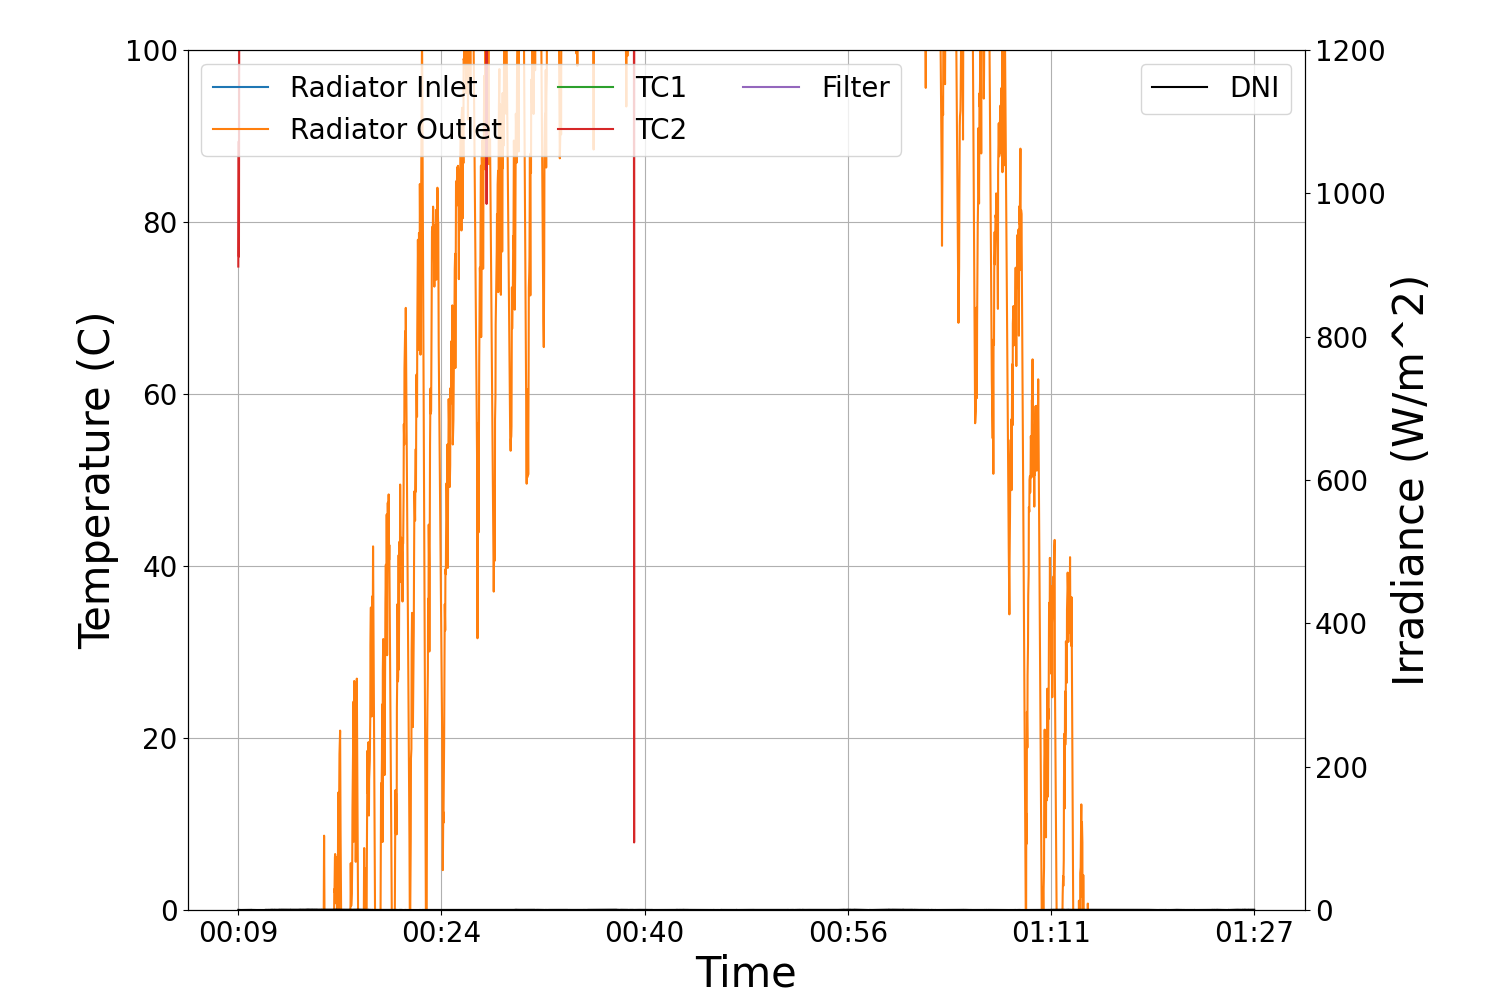 100
80
60
40
20
0
Temperature (C)
Radiator Inlet
Radiator Outlet
TC1
TC2
Filter
DNI
1200
1000
800
600
400
200
0
Irradiance (W/m^2)
00:09
00:24
00:40
00:56
01:11
01:27
Time